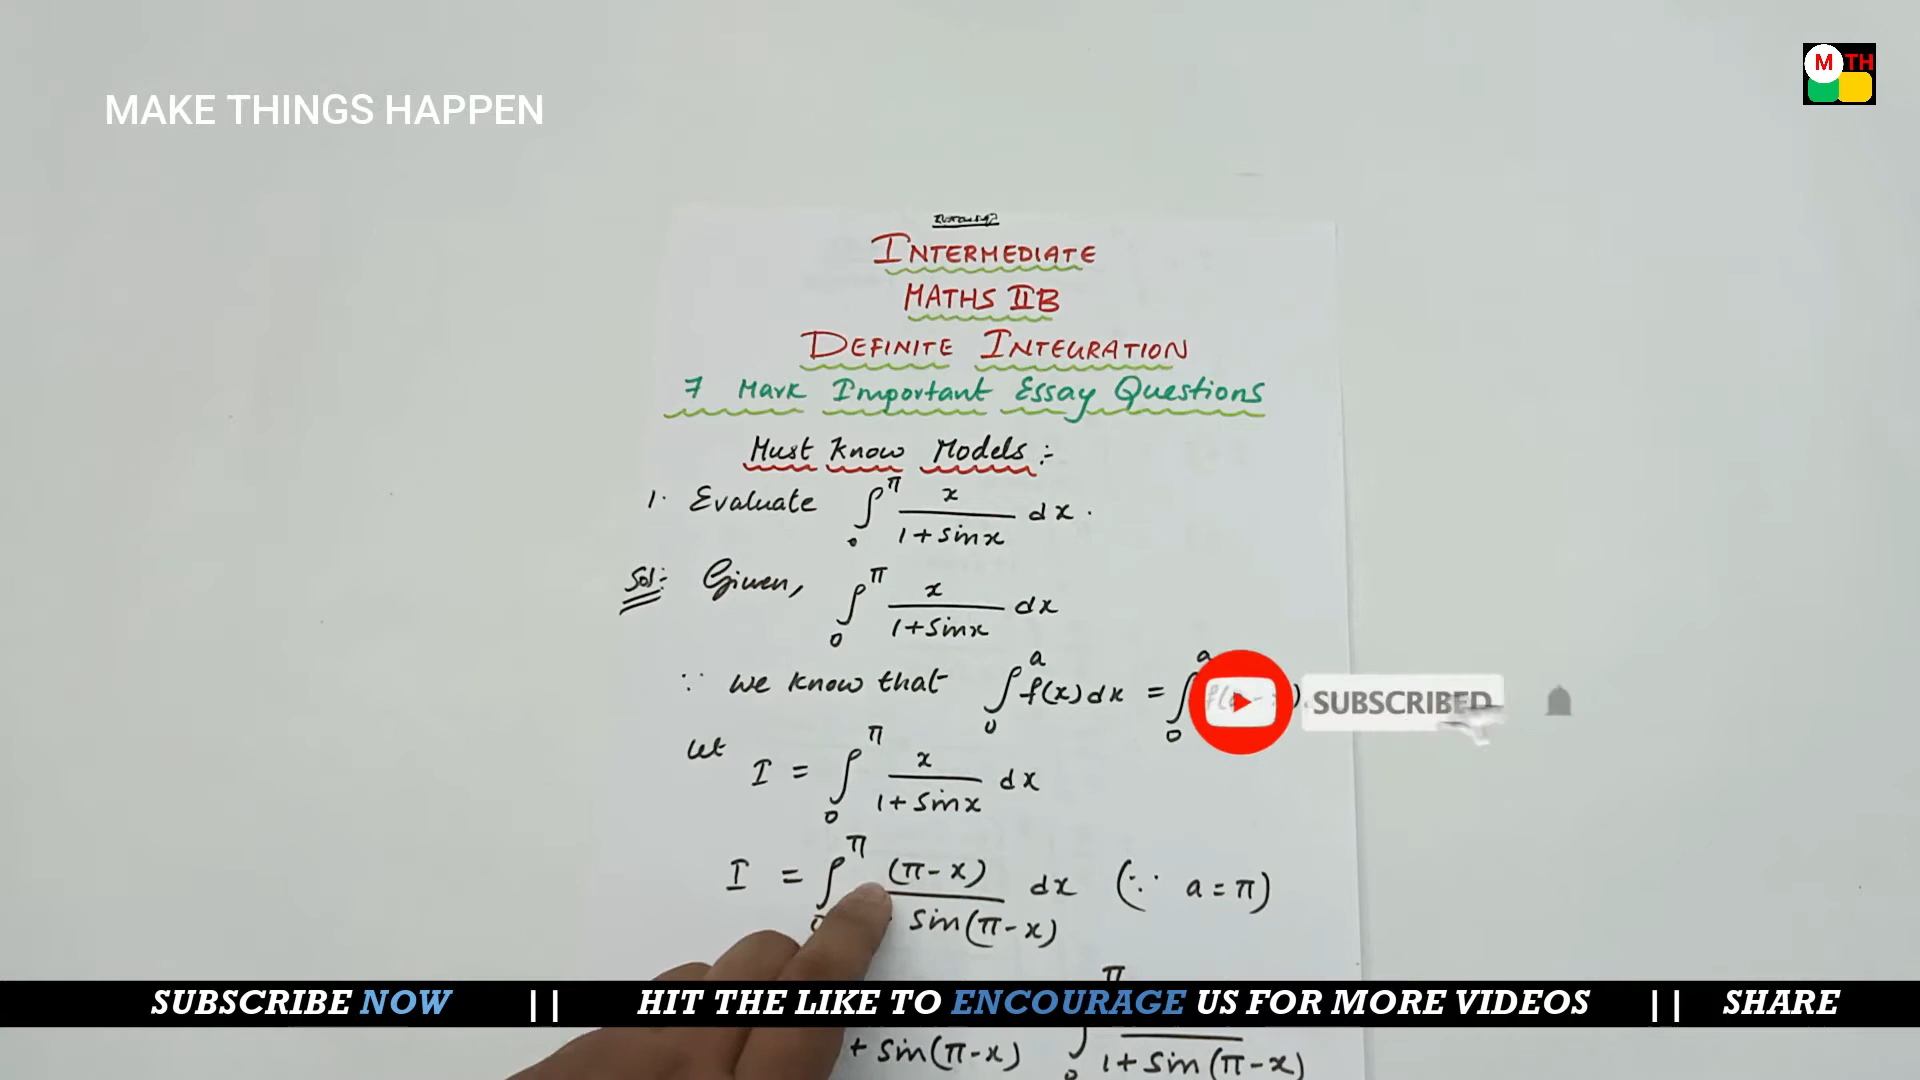 MAKE THINGS HAPPEN
M TH
INTERMEDIATE
MATHS IIB
DEFINITE INTEGRATION
7 Mark Important Essay Questions
Must Know Models :-
1. Evaluate ∫₀^π x/(1+sinx) dx.
Sol:- Given, ∫₀^π x/(1+sinx) dx
∵ we know that ∫₀^a f(x)dx = ∫₀^a
SUBSCRIBED
let I = ∫₀^π x/(1+sinx) dx
I = ∫₀^π (π-x)/ sin(π-x) dx (∵ a=π)
π
SUBSCRIBE NOW || HIT THE LIKE TO ENCOURAGE US FOR MORE VIDEOS || SHARE
+ sin(π-x) ∫₀ 1+sin(π-x)